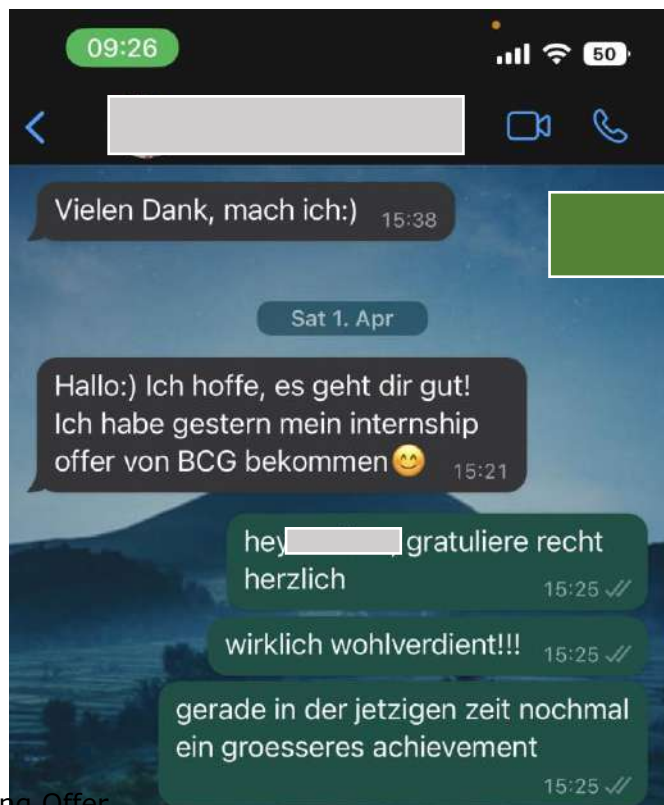 09:26
50
Vielen Dank, mach ich:) 15:38
Sat 1. Apr
Hallo:) Ich hoffe, es geht dir gut!
Ich habe gestern mein internship
offer von BCG bekommen😊 15:21
hey gratuliere recht
herzlich 15:25
wirklich wohlverdient!!! 15:25
gerade in der jetzigen zeit nochmal
ein groesseres achievement
15:25
Offer